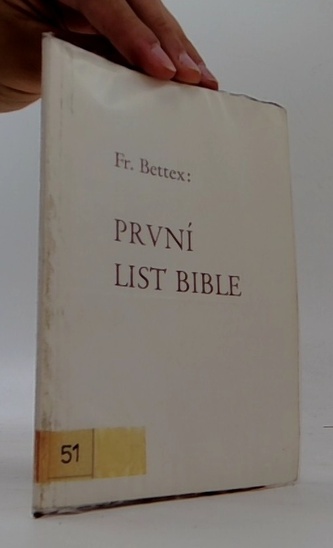 Fr. Bettex:
PRVNÍ
LIST BIBLE
51